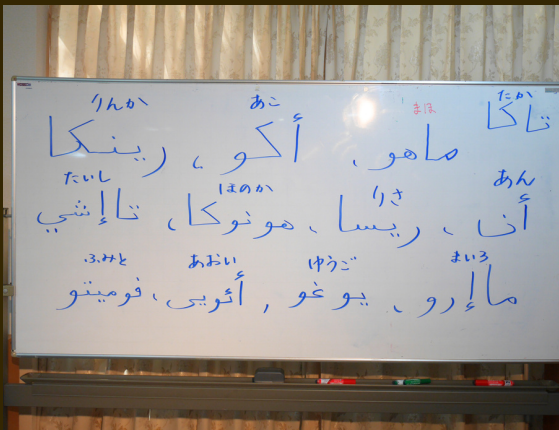 りんか あこ まほ たか
تاكا
ماهو، أكو، رينكا
たいし ほのか りさ あん
أن، ريسا، هونوكا، تاإشي
ふみと あおい ゆうご まいろ
ماإرو، يوغو، أئويى، فوميتو